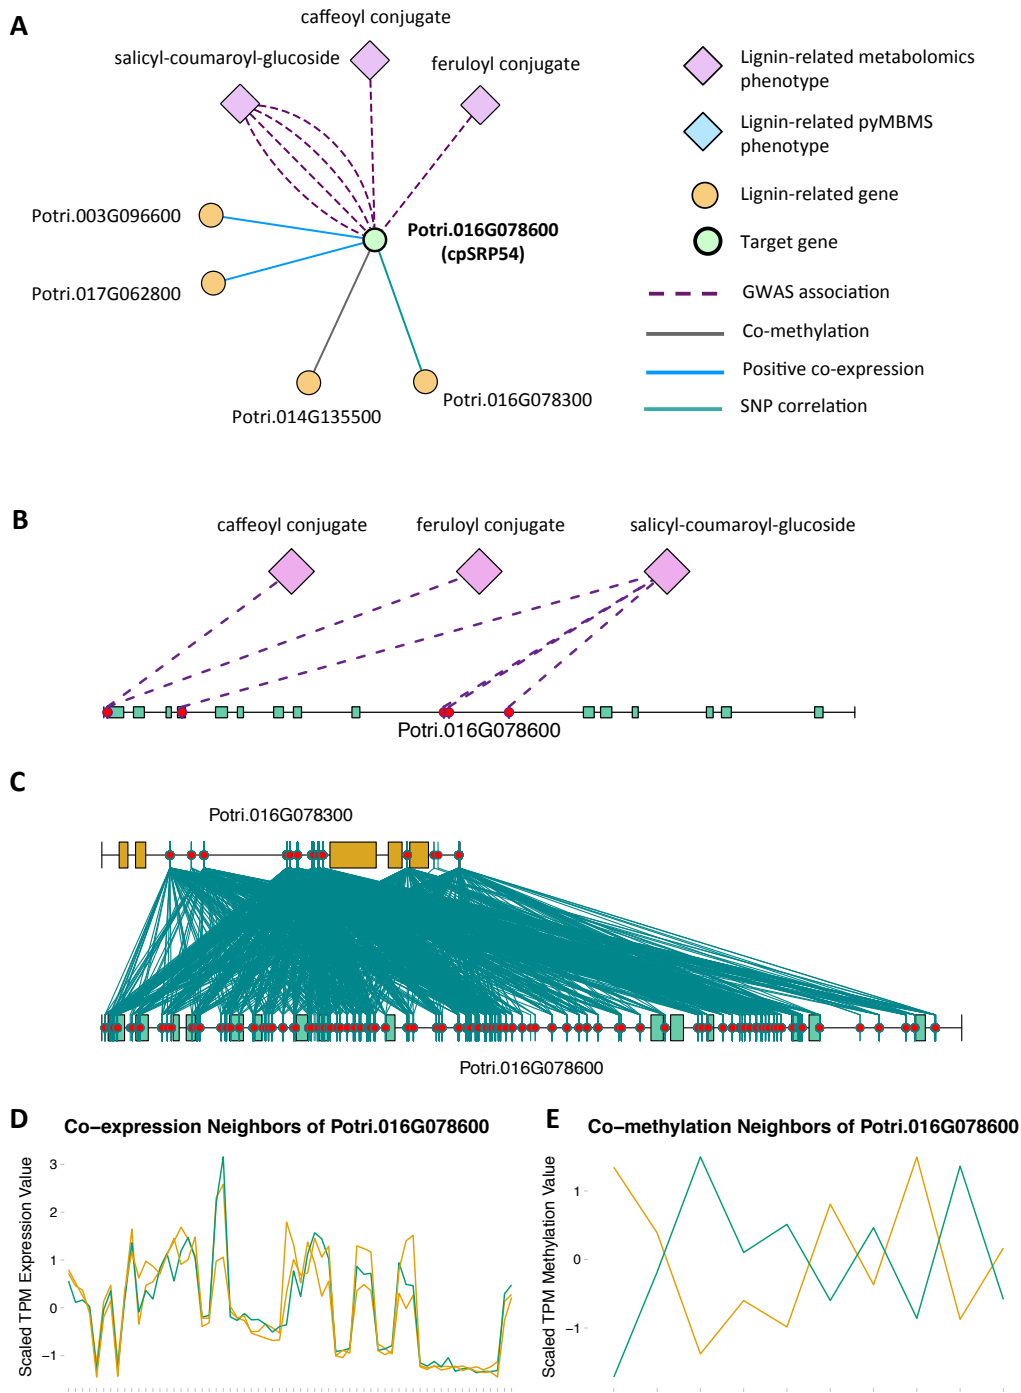 A
caffeoyl conjugate
salicyl-coumaroyl-glucoside
feruloyl conjugate
Lignin-related metabolomics
phenotype
Lignin-related pyMBMS
phenotype
Lignin-related gene
Target gene
GWAS association
Co-methylation
Positive co-expression
SNP correlation
Potri.003G096600
Potri.016G078600
(cpSRP54)
Potri.017G062800
Potri.014G135500
Potri.016G078300
B
caffeoyl conjugate
feruloyl conjugate
salicyl-coumaroyl-glucoside
Potri.016G078600
C
Potri.016G078300
Potri.016G078600
D
Co−expression Neighbors of Potri.016G078600
Scaled TPM Expression Value
3
2
1
0
−1
E
Co−methylation Neighbors of Potri.016G078600
Scaled TPM Methylation Value
1
0
−1